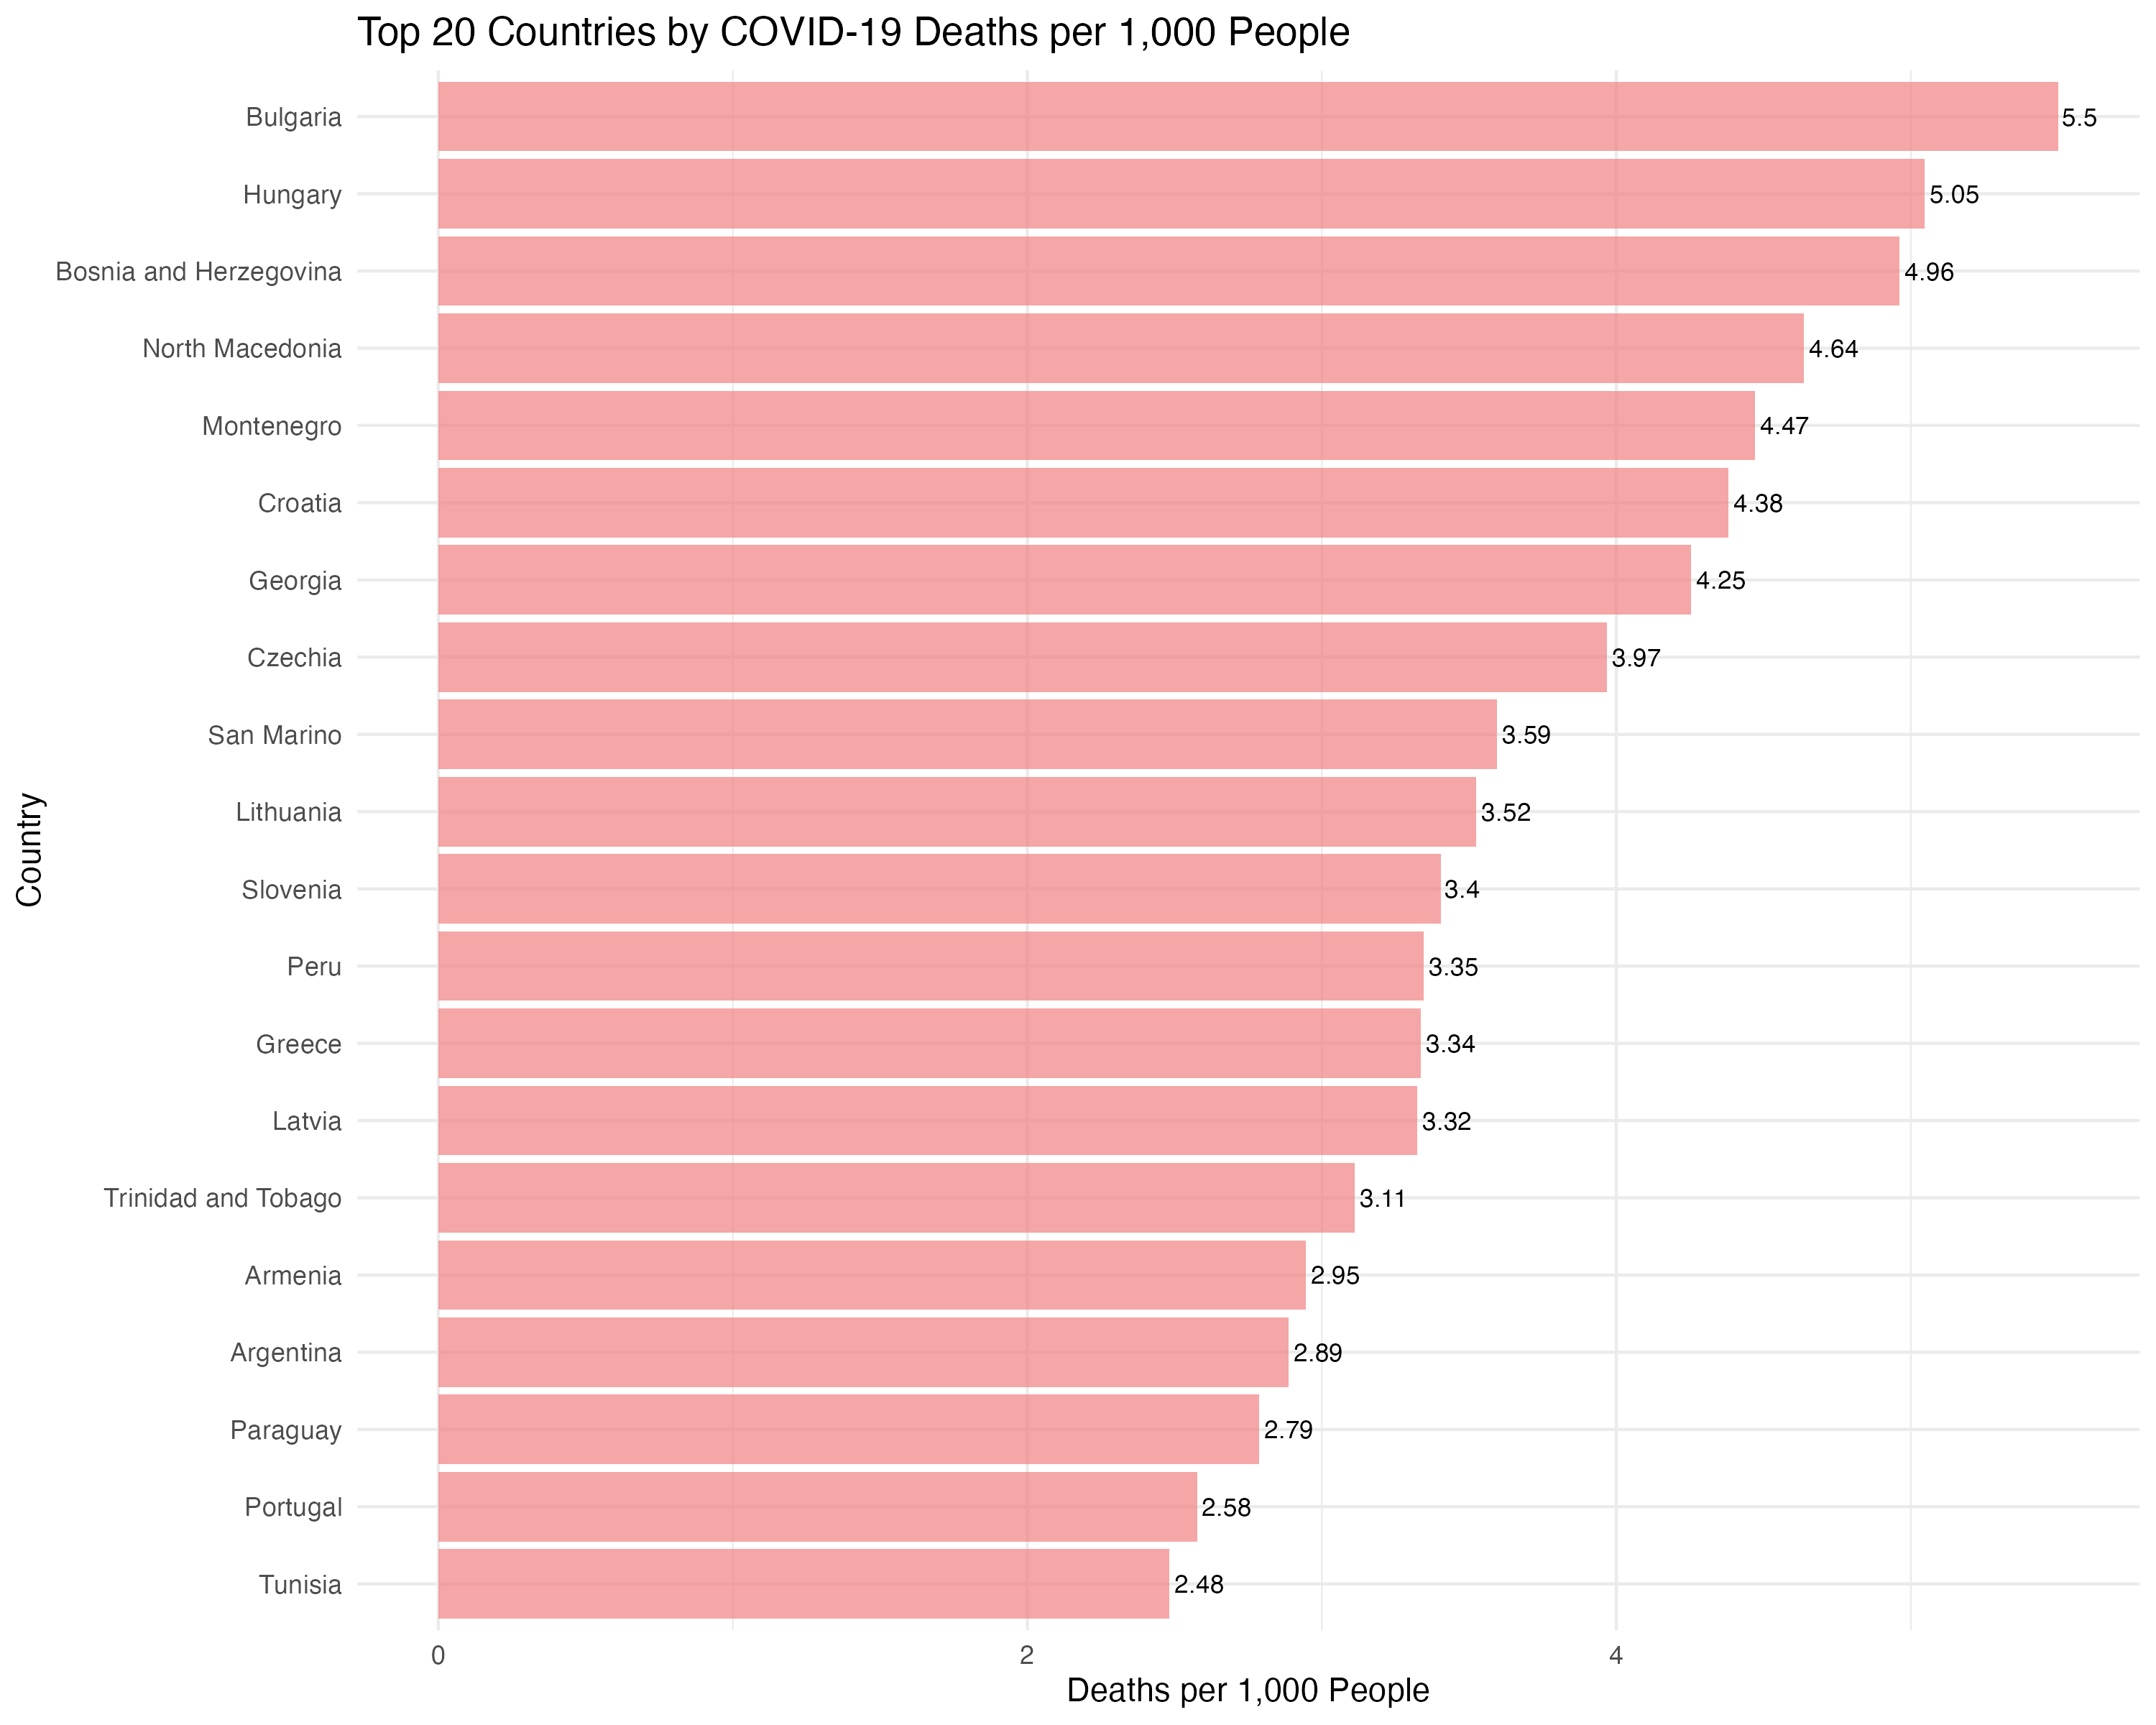 Top 20 Countries by COVID-19 Deaths per 1,000 People
Country
Bulgaria 5.5
Hungary 5.05
Bosnia and Herzegovina 4.96
North Macedonia 4.64
Montenegro 4.47
Croatia 4.38
Georgia 4.25
Czechia 3.97
San Marino 3.59
Lithuania 3.52
Slovenia 3.4
Peru 3.35
Greece 3.34
Latvia 3.32
Trinidad and Tobago 3.11
Armenia 2.95
Argentina 2.89
Paraguay 2.79
Portugal 2.58
Tunisia 2.48
0 2 4
Deaths per 1,000 People